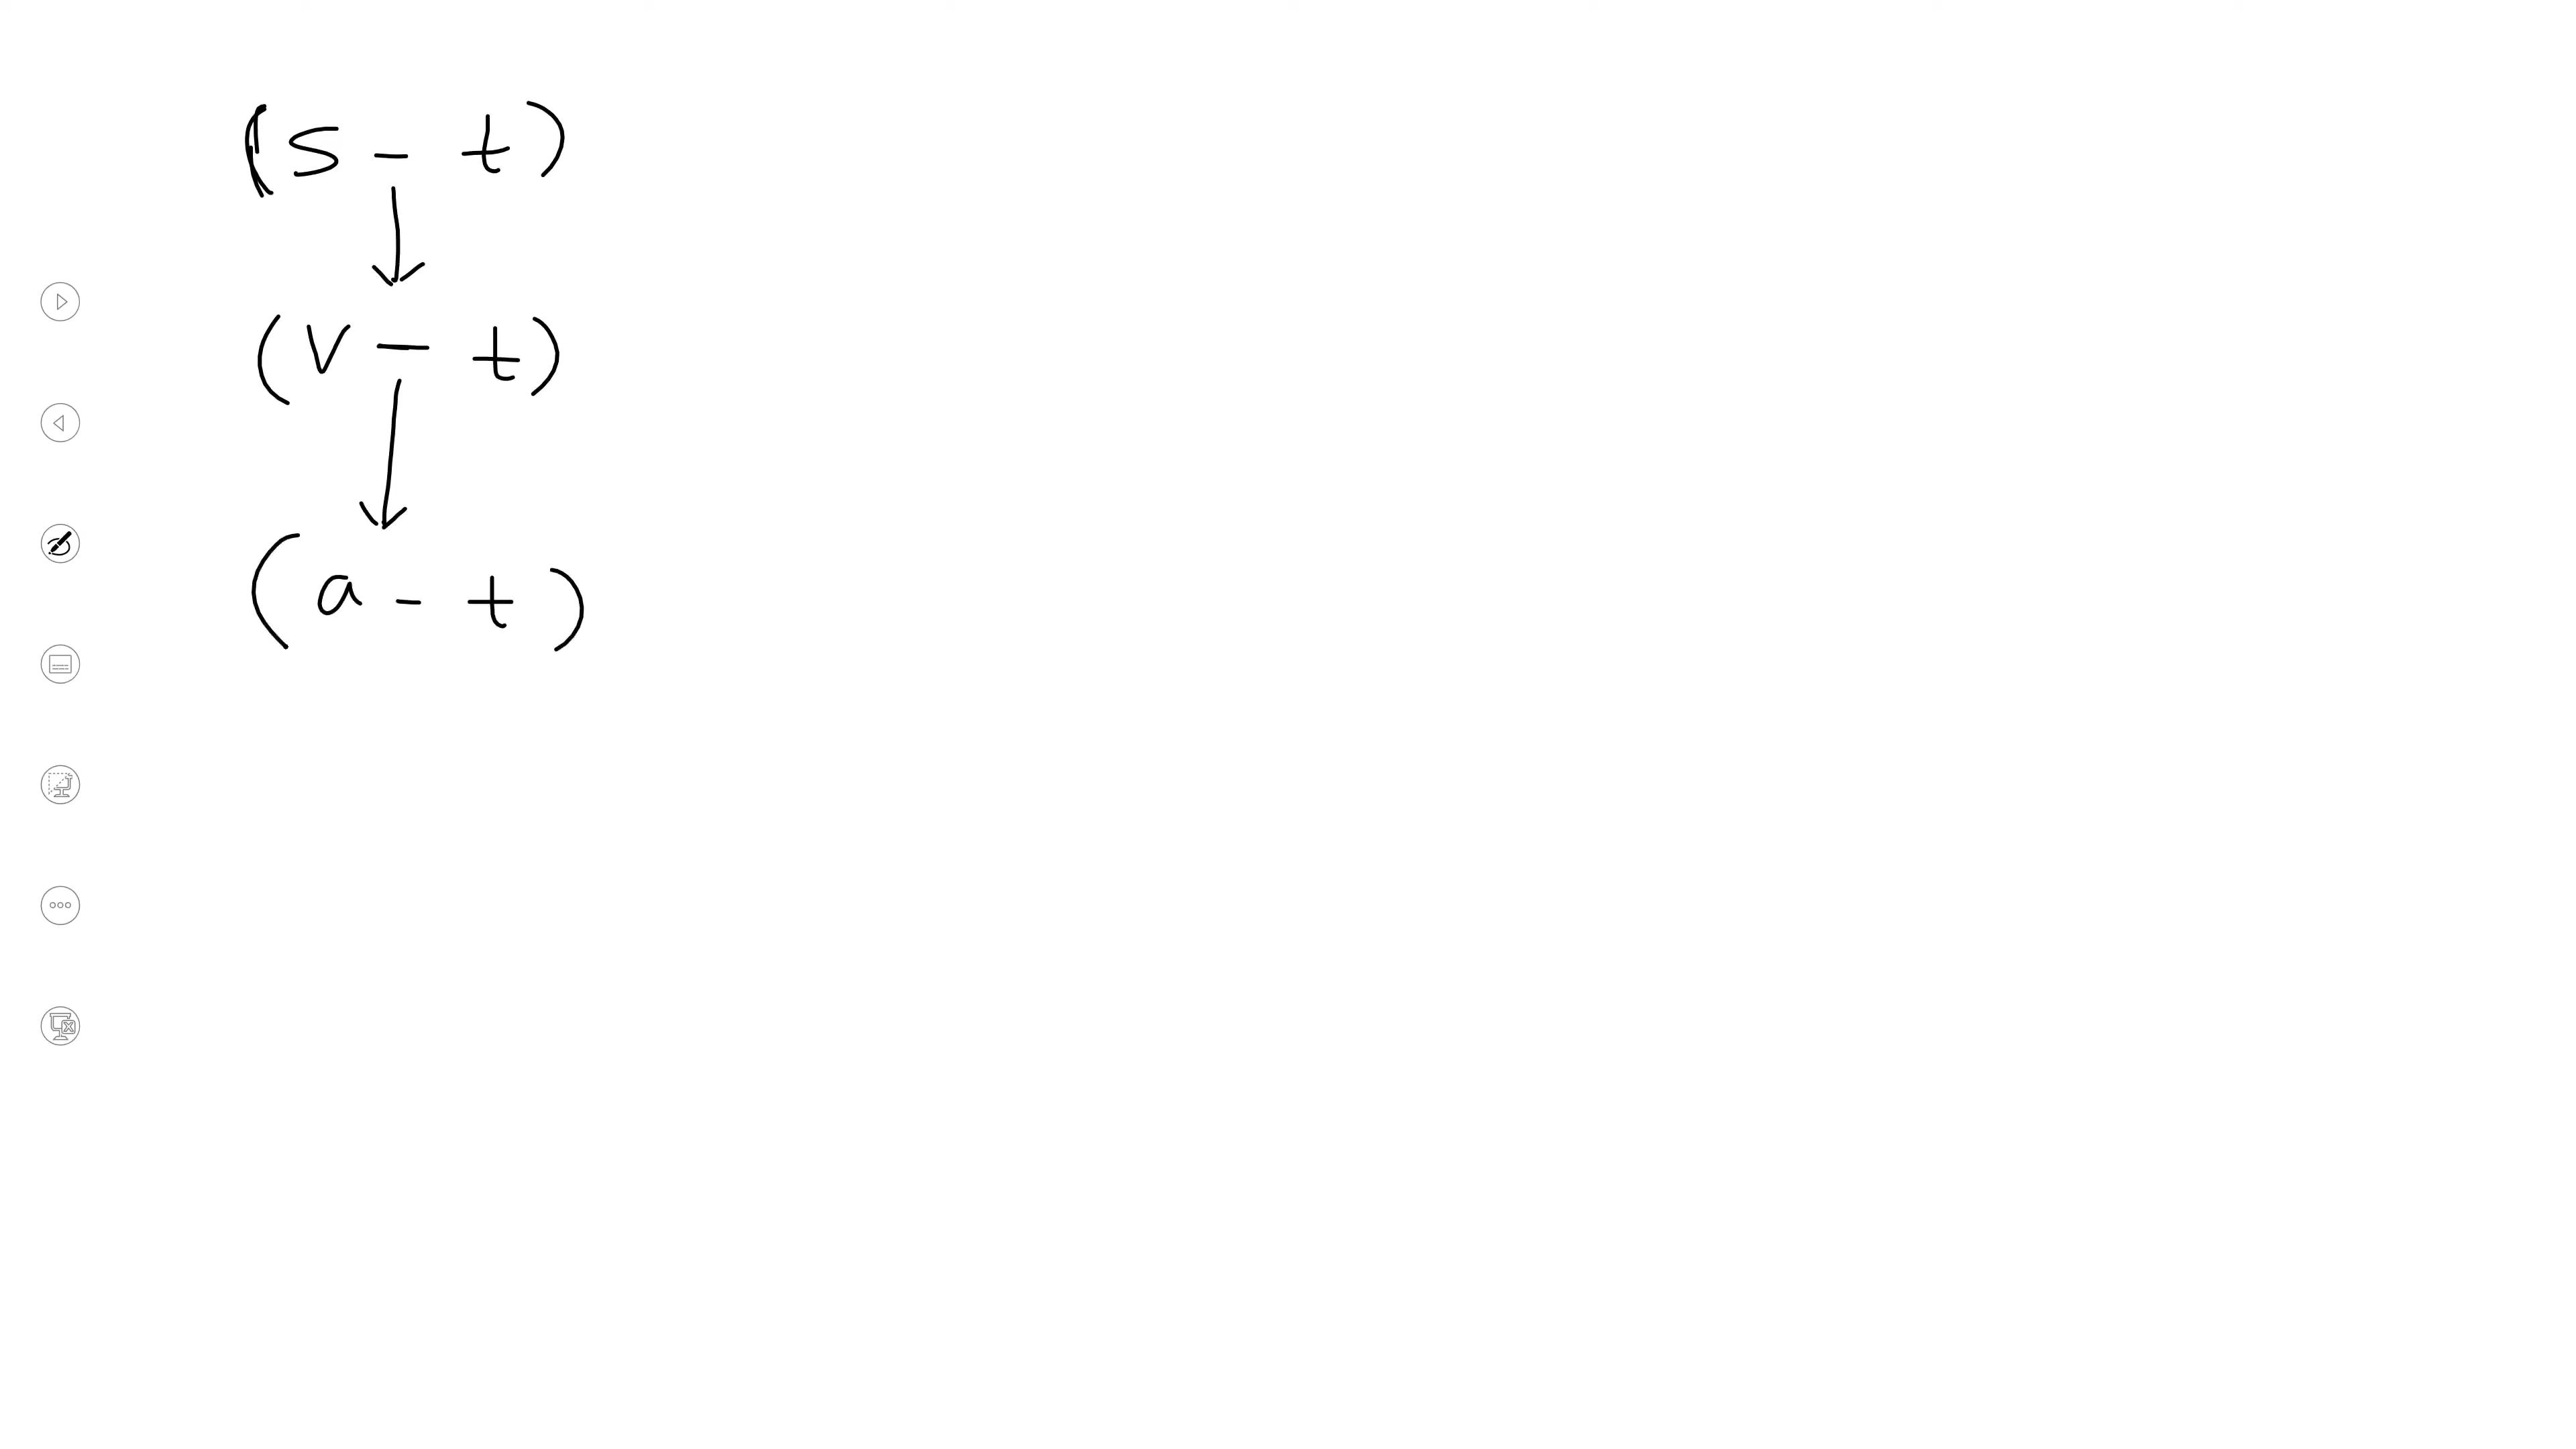 (s - t)
(v - t)
(a - t)